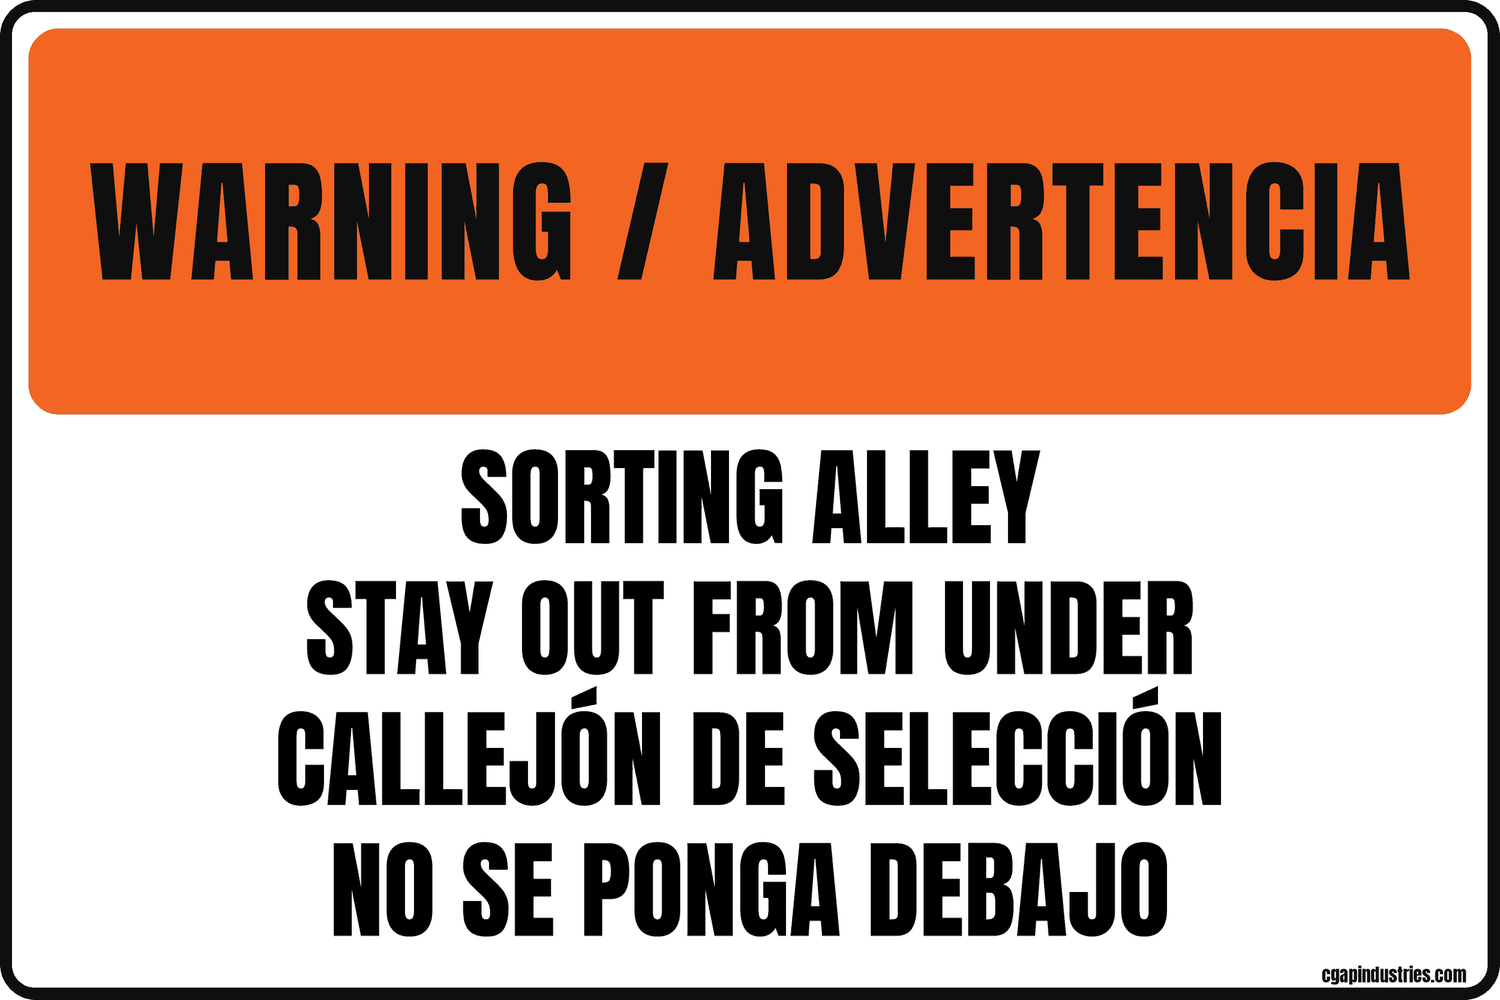 WARNING / ADVERTENCIA
SORTING ALLEY
STAY OUT FROM UNDER
CALLEJÓN DE SELECCIÓN
NO SE PONGA DEBAJO
cgapindustries.com